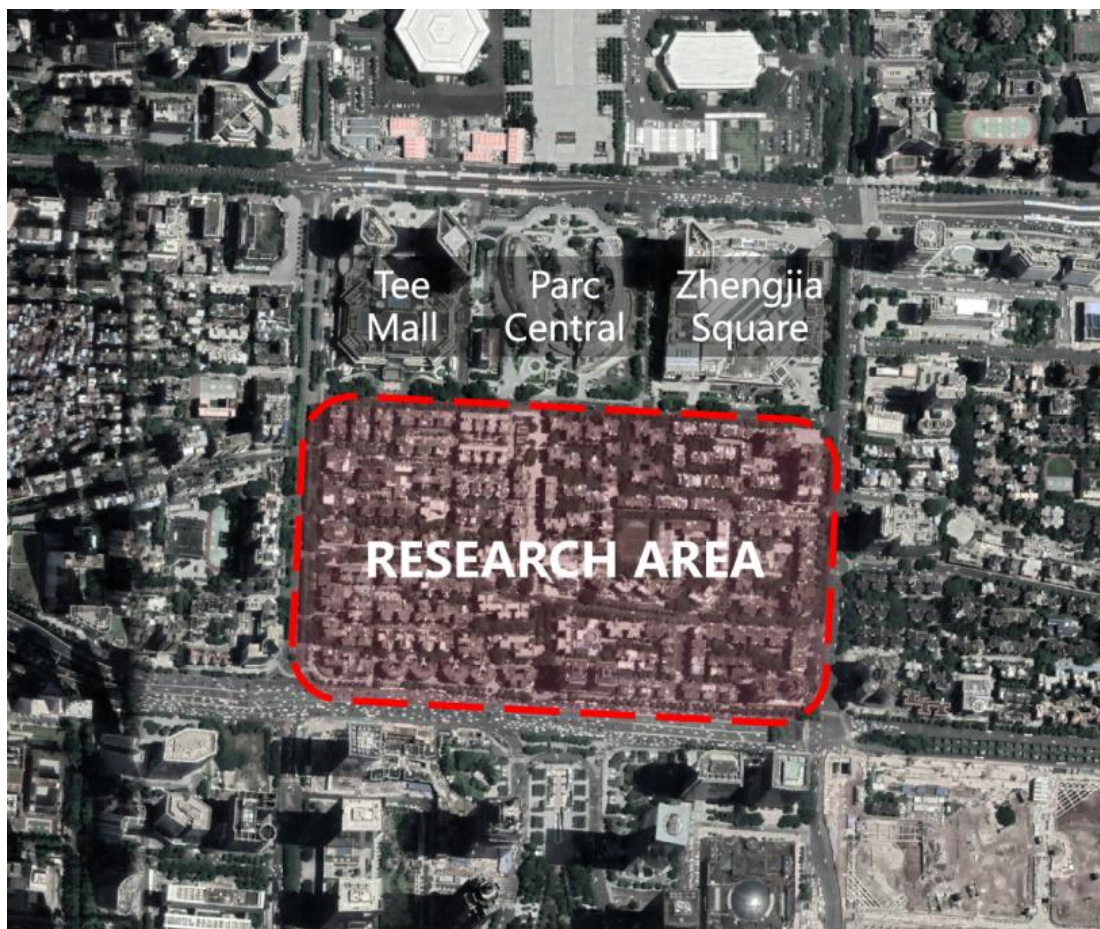 Tee
Mall
Parc
Central
Zhengjia
Square
RESEARCH AREA